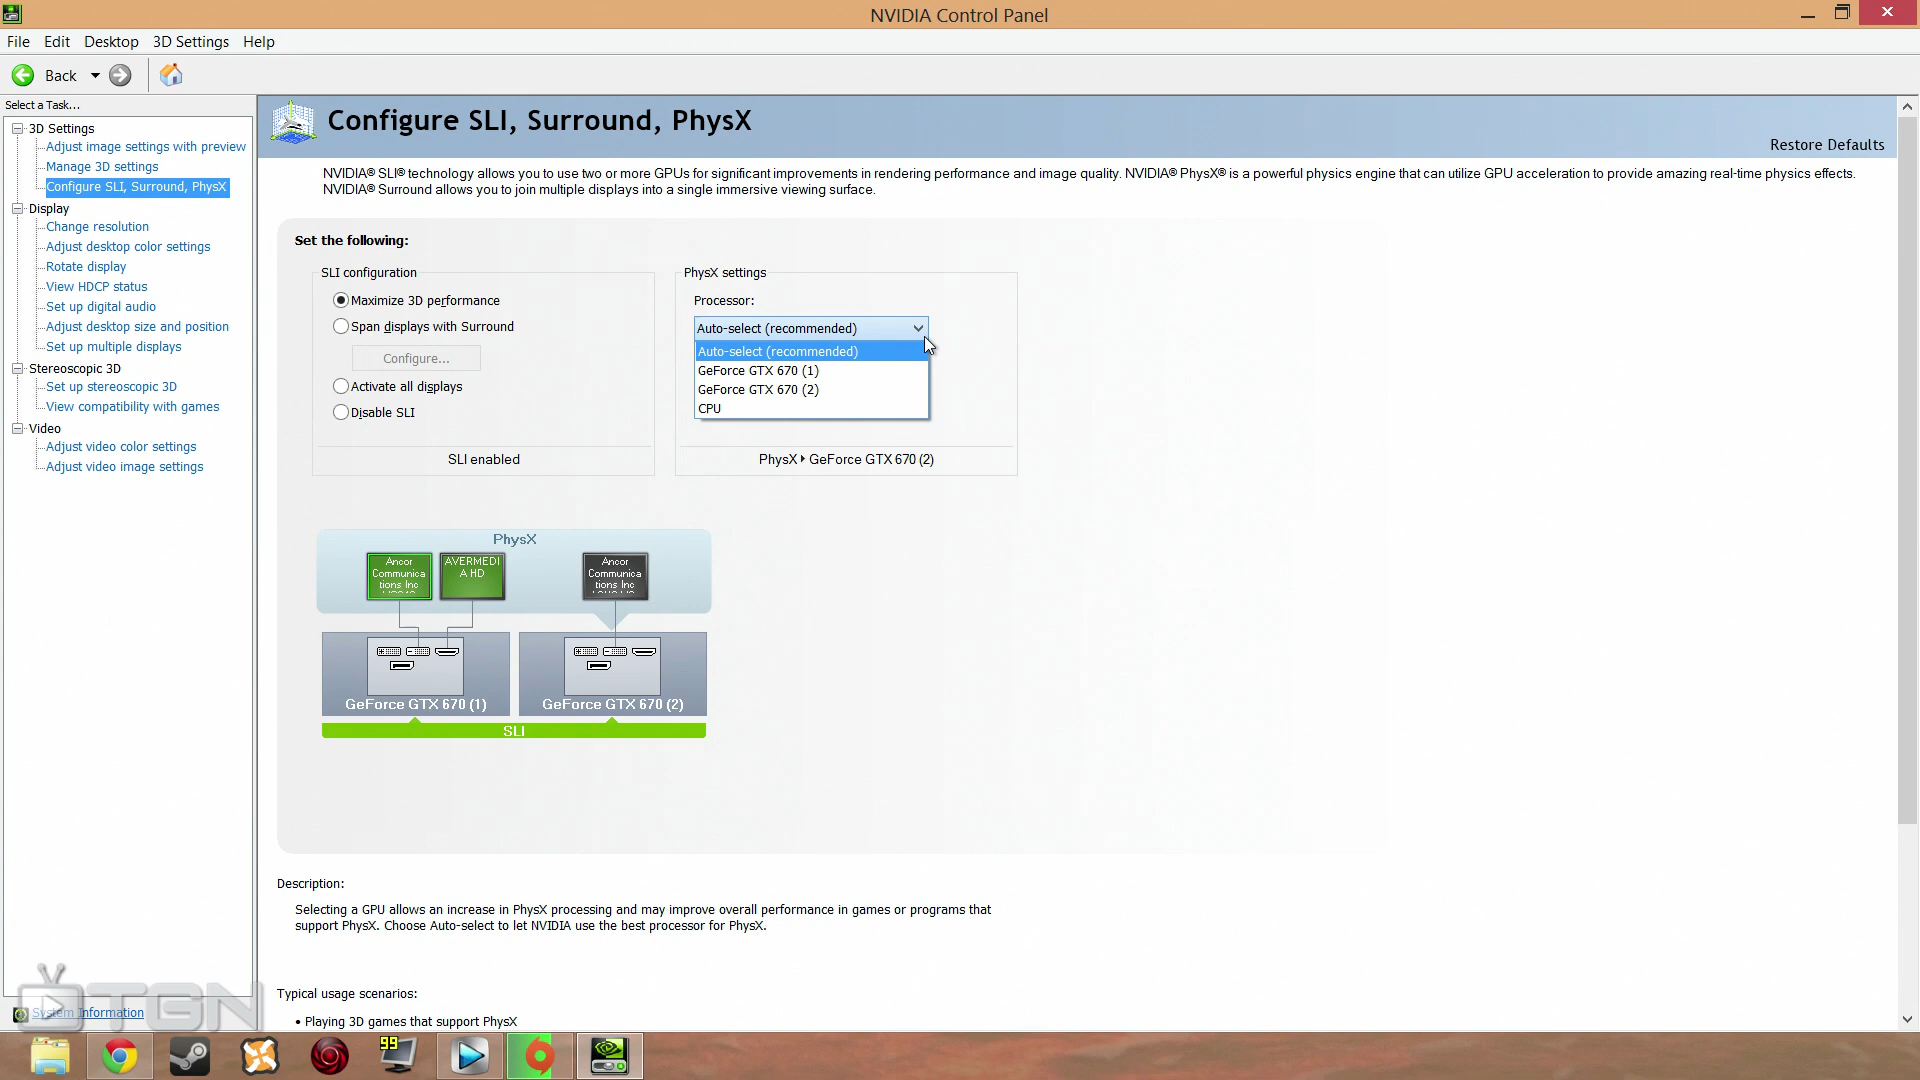 NVIDIA Control Panel
File Edit Desktop 3D Settings Help
Back
Select a Task...
3D Settings
Adjust image settings with preview
Manage 3D settings
Configure SLI, Surround, PhysX
Display
Change resolution
Adjust desktop color settings
Rotate display
View HDCP status
Set up digital audio
Adjust desktop size and position
Set up multiple displays
Stereoscopic 3D
Set up stereoscopic 3D
View compatibility with games
Video
Adjust video color settings
Adjust video image settings
System Information
TGN
Configure SLI, Surround, PhysX
Restore Defaults
NVIDIA® SLI® technology allows you to use two or more GPUs for significant improvements in rendering performance and image quality. NVIDIA® PhysX® is a powerful physics engine that can utilize GPU acceleration to provide amazing real-time physics effects.
NVIDIA® Surround allows you to join multiple displays into a single immersive viewing surface.
Set the following:
SLI configuration
Maximize 3D performance
Span displays with Surround
Configure...
Activate all displays
Disable SLI
SLI enabled
PhysX settings
Processor:
Auto-select (recommended)
Auto-select (recommended)
GeForce GTX 670 (1)
GeForce GTX 670 (2)
CPU
PhysX GeForce GTX 670 (2)
PhysX
Ancor
Communica
tions Inc
AVERMEDI
A HD
Ancor
Communica
tions Inc
GeForce GTX 670 (1)
GeForce GTX 670 (2)
SLI
Description:
Selecting a GPU allows an increase in PhysX processing and may improve overall performance in games or programs that
support PhysX. Choose Auto-select to let NVIDIA use the best processor for PhysX.
Typical usage scenarios:
• Playing 3D games that support PhysX
99